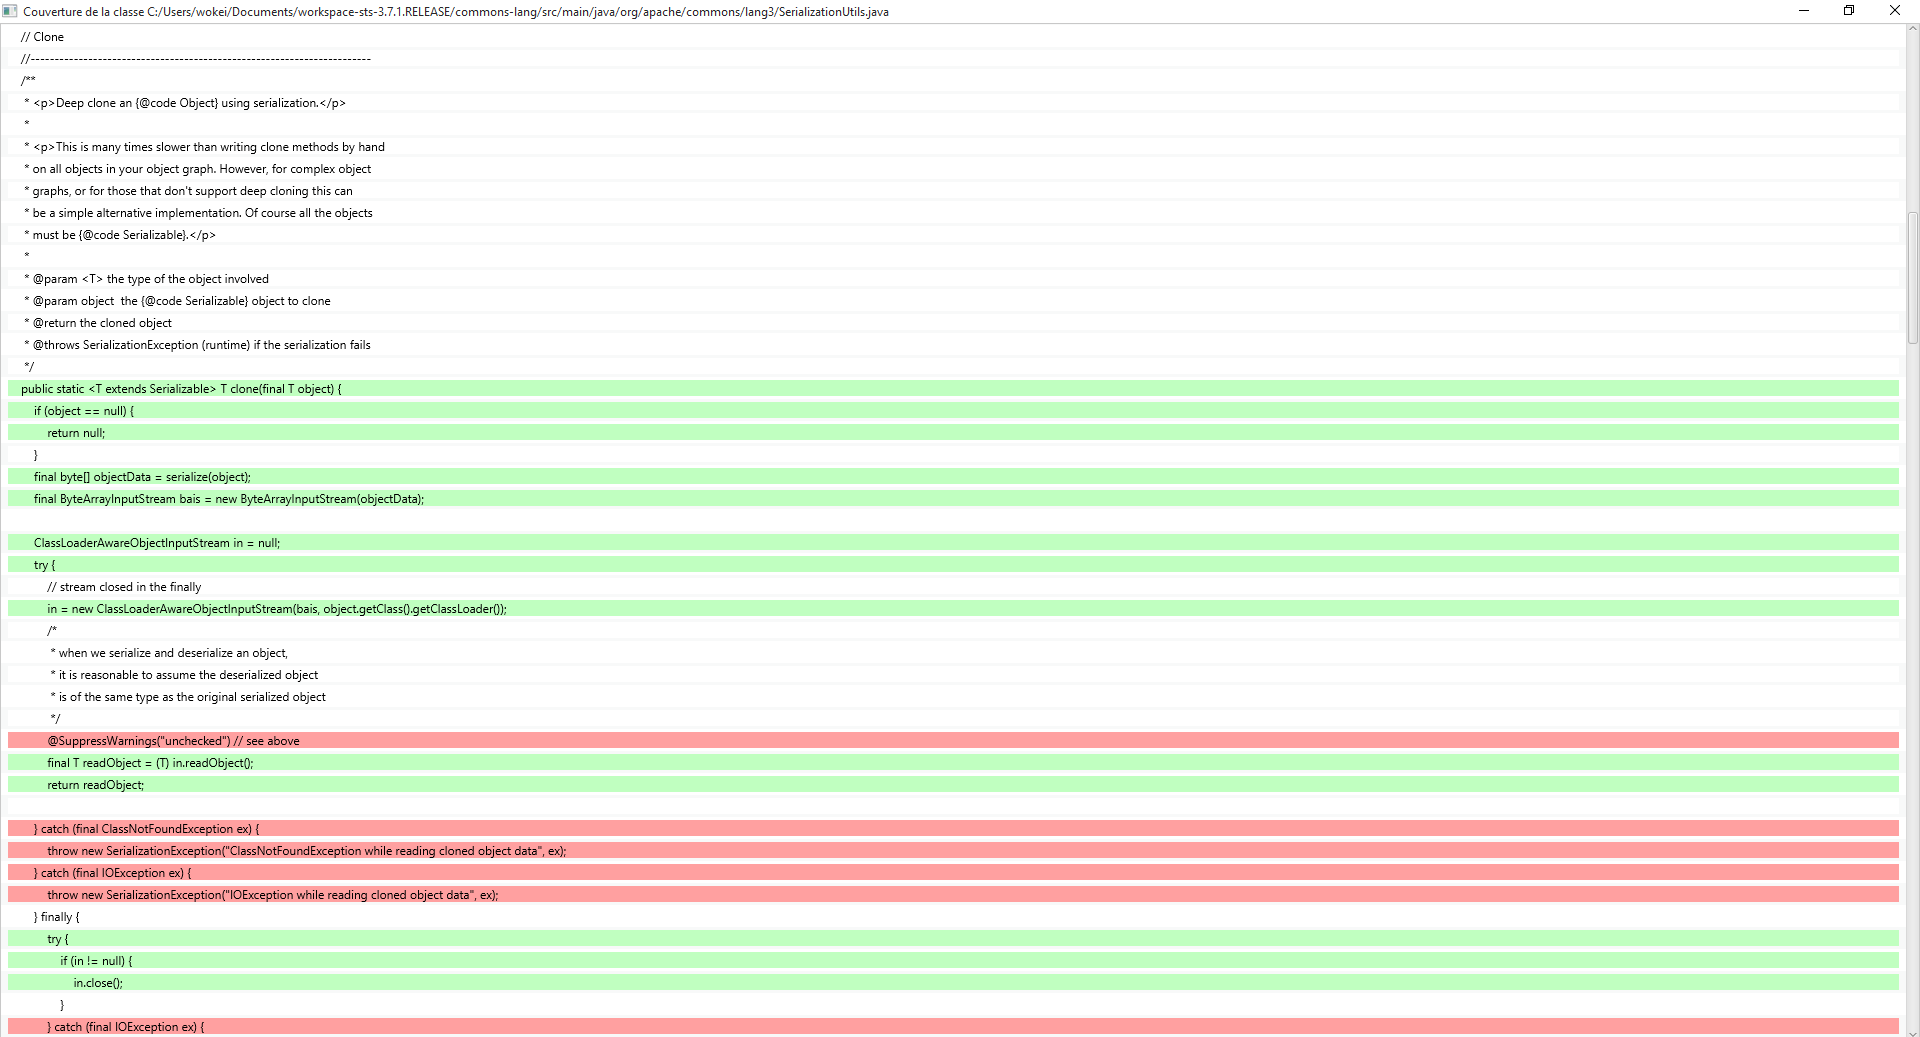 Couverture de la classe C:/Users/wokei/Documents/workspace-sts-3.7.1.RELEASE/commons-lang/src/main/java/org/apache/commons/lang3/SerializationUtils.java
// Clone
//-----------------------------------------------------------------------
/**
* <p>Deep clone an {@code Object} using serialization.</p>
*
* <p>This is many times slower than writing clone methods by hand
* on all objects in your object graph. However, for complex object
* graphs, or for those that don't support deep cloning this can
* be a simple alternative implementation. Of course all the objects
* must be {@code Serializable}.</p>
*
* @param <T> the type of the object involved
* @param object  the {@code Serializable} object to clone
* @return the cloned object
* @throws SerializationException (runtime) if the serialization fails
*/
public static <T extends Serializable> T clone(final T object) {
if (object == null) {
return null;
}
final byte[] objectData = serialize(object);
final ByteArrayInputStream bais = new ByteArrayInputStream(objectData);
ClassLoaderAwareObjectInputStream in = null;
try {
// stream closed in the finally
in = new ClassLoaderAwareObjectInputStream(bais, object.getClass().getClassLoader());
/*
* when we serialize and deserialize an object,
* it is reasonable to assume the deserialized object
* is of the same type as the original serialized object
*/
@SuppressWarnings("unchecked") // see above
final T readObject = (T) in.readObject();
return readObject;
} catch (final ClassNotFoundException ex) {
throw new SerializationException("ClassNotFoundException while reading cloned object data", ex);
} catch (final IOException ex) {
throw new SerializationException("IOException while reading cloned object data", ex);
} finally {
try {
if (in != null) {
in.close();
}
} catch (final IOException ex) {